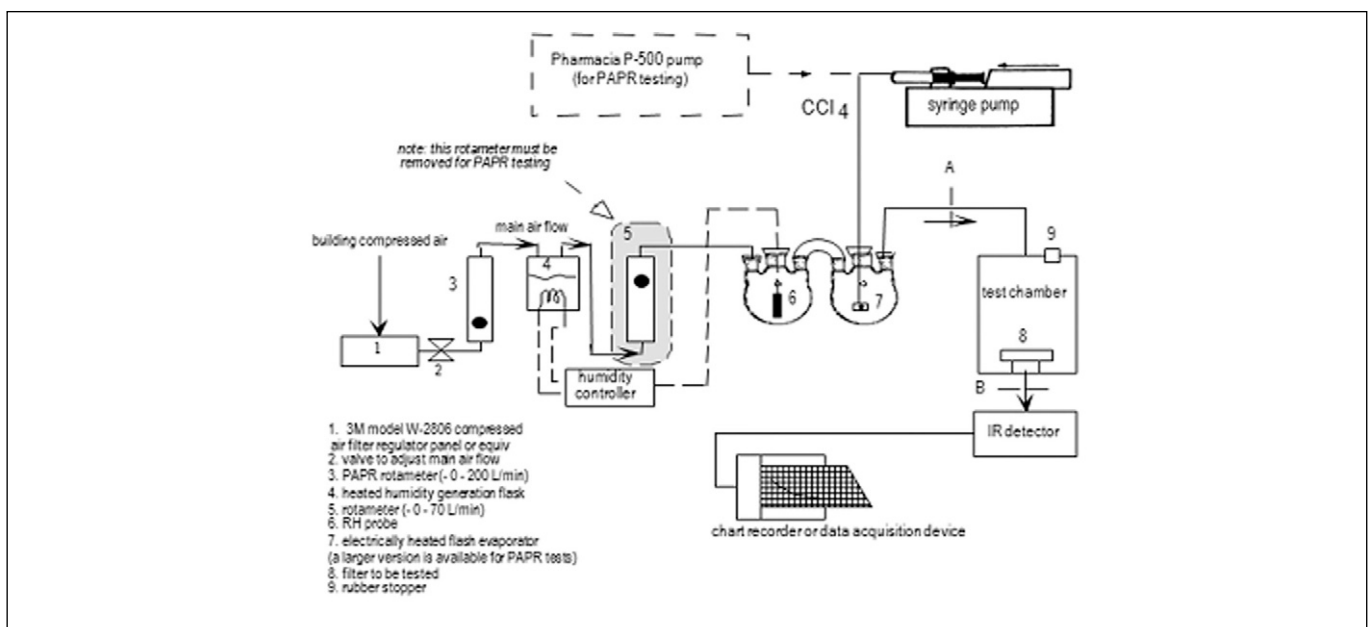 Pharmacia P-500 pump
(for PAPR testing)
CCl 4
syringe pump
note: this rotameter must be
removed for PAPR testing
A
main air flow
building compressed air
5
9
4
3
test chamber
6
7
8
1
2
humidity
controller
B
IR detector
1. 3M model W-2806 compressed
air filter regulator panel or equiv
2. valve to adjust main air flow
3. PAPR rotameter (- 0 - 200 L/min)
4. heated humidity generation flask
5. rotameter (- 0 - 70 L/min)
6. RH probe
7. electrically heated flash evaporator
(a larger version is available for PAPR tests)
8. filter to be tested
9. rubber stopper
chart recorder or data acquisition device